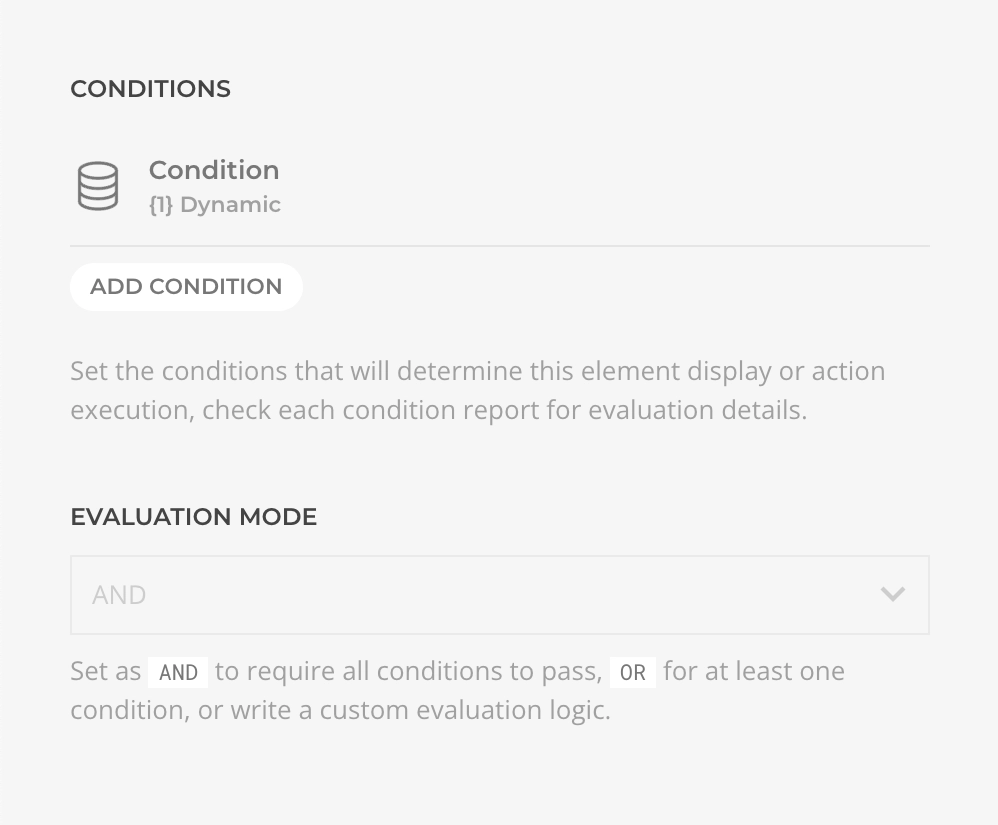 CONDITIONS
Condition
{1} Dynamic
ADD CONDITION
Set the conditions that will determine this element display or action
execution, check each condition report for evaluation details.
EVALUATION MODE
AND
Set as AND to require all conditions to pass, OR for at least one
condition, or write a custom evaluation logic.